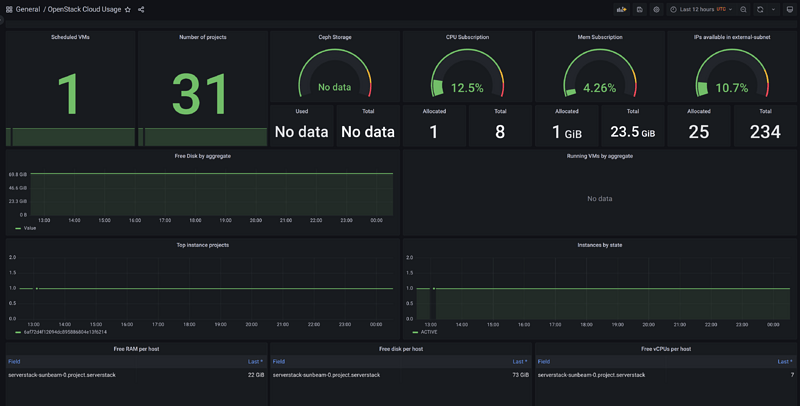 General / OpenStack Cloud Usage
Last 12 hours UTC
Scheduled VMs
1
Number of projects
31
Ceph Storage
No data
Used
No data
Total
No data
CPU Subscription
12.5%
Allocated
1
Total
8
Mem Subscription
4.26%
Allocated
1 GiB
Total
23.5 GiB
IPs available in external-subnet
10.7%
Allocated
25
Total
234
Free Disk by aggregate
69.8 GiB
46.6 GiB
23.3 GiB
0 B
13:00 14:00 15:00 16:00 17:00 18:00 19:00 20:00 21:00 22:00 23:00 00:00
Value
Running VMs by aggregate
No data
Top instance projects
2.0
1.5
1.0
0.5
0.0
13:00 14:00 15:00 16:00 17:00 18:00 19:00 20:00 21:00 22:00 23:00 00:00
Instances by state
2.0
1.5
1.0
0.5
0.0
13:00 14:00 15:00 16:00 17:00 18:00 19:00 20:00 21:00 22:00 23:00 00:00
ACTIVE
Free RAM per host
Field Last *
serverstack-sunbeam-0.project.serverstack 22 GiB
Free disk per host
Field Last *
serverstack-sunbeam-0.project.serverstack 73 GiB
Free vCPUs per host
Field Last *
serverstack-sunbeam-0.project.serverstack 7